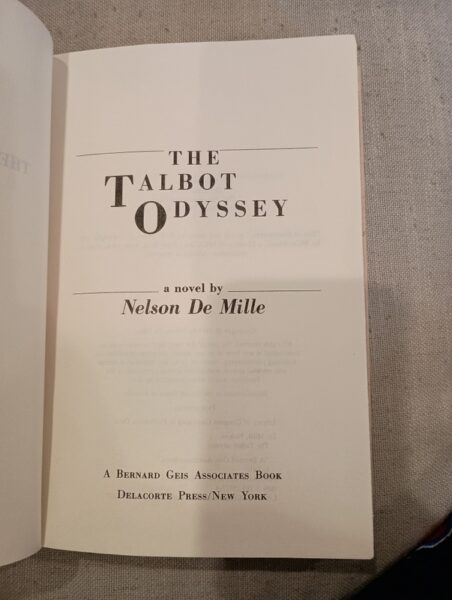 THE
TALBOT
ODYSSEY
a novel by
Nelson De Mille
A BERNARD GEIS ASSOCIATES BOOK
DELACORTE PRESS/NEW YORK